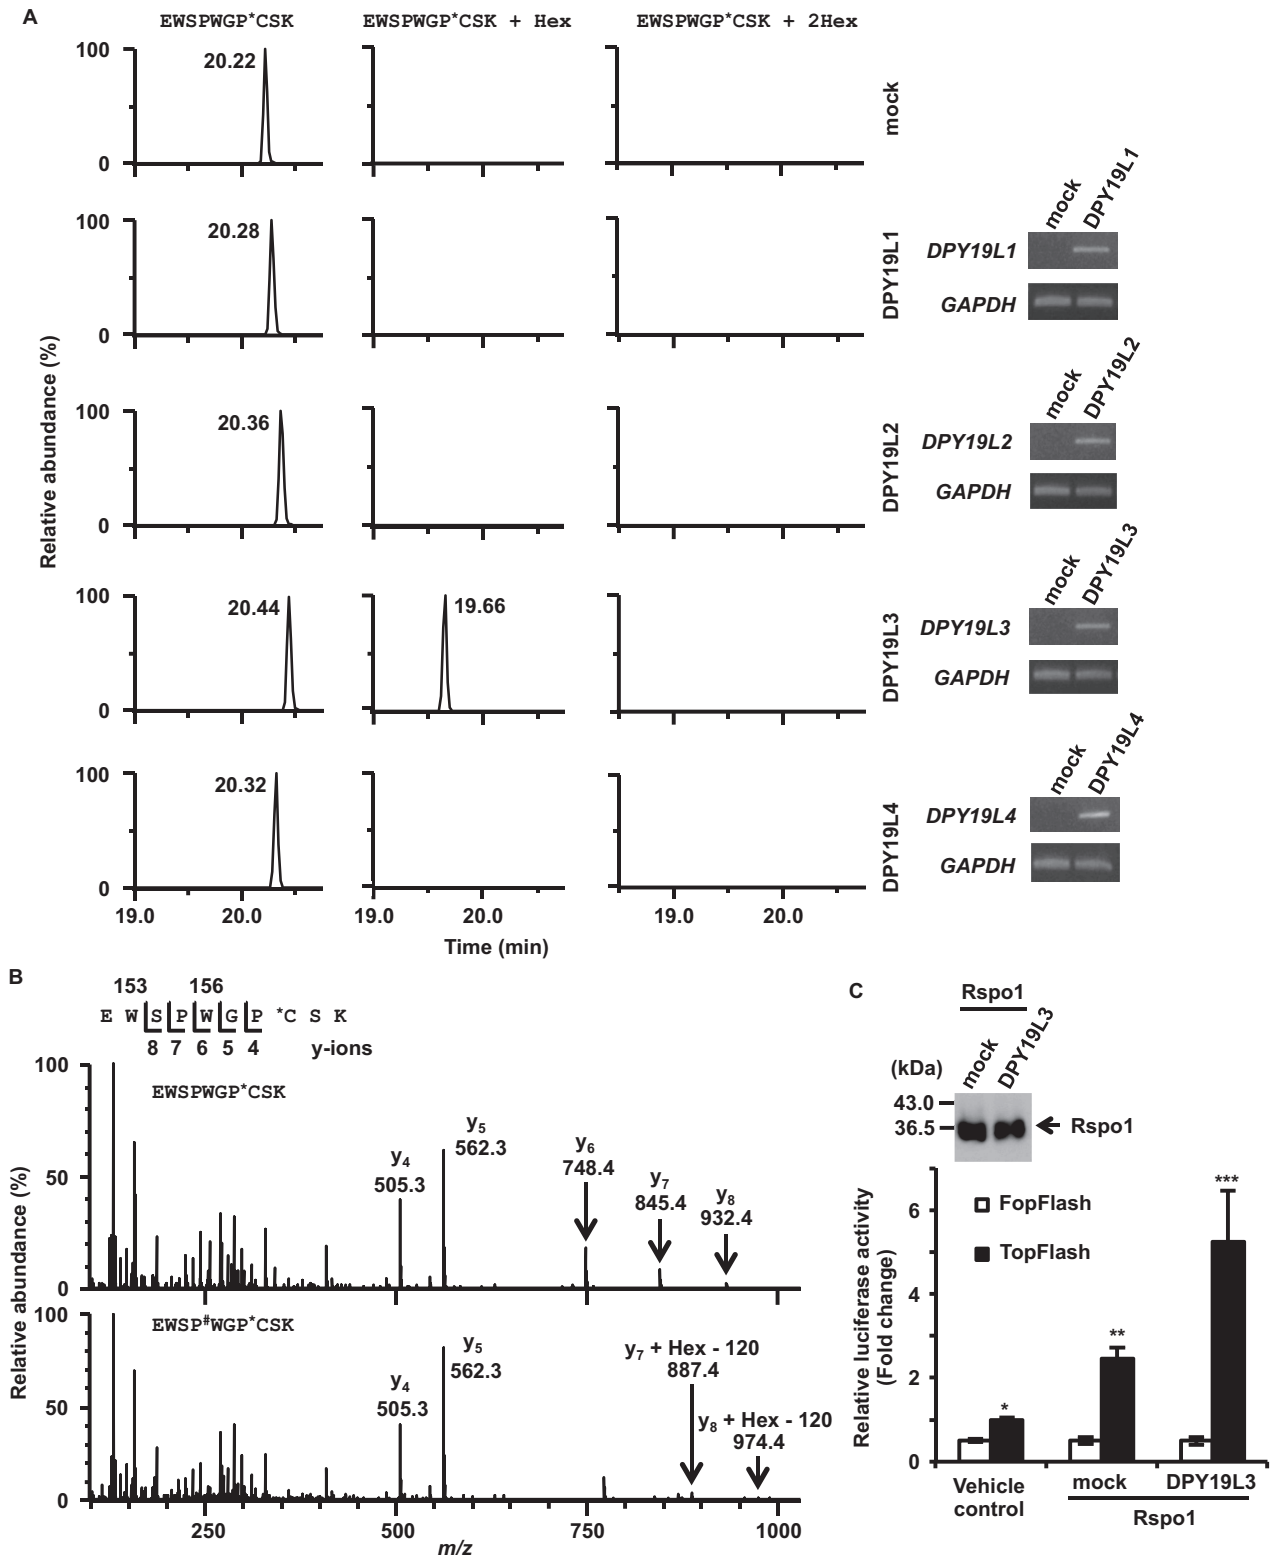 A
EWSPWGP*CSK
EWSPWGP*CSK + Hex
EWSPWGP*CSK + 2Hex
100
20.22
0
mock
100
20.28
0
DPY19L1
mock
DPY19L1
DPY19L1
GAPDH
Relative abundance (%)
100
20.36
0
DPY19L2
mock
DPY19L2
DPY19L2
GAPDH
100
20.44
19.66
0
DPY19L3
mock
DPY19L3
DPY19L3
GAPDH
100
20.32
0
DPY19L4
mock
DPY19L4
DPY19L4
GAPDH
19.0 20.0
19.0 20.0
19.0 20.0
Time (min)
B
153 156
E W S P W G P *C S K
8 7 6 5 4 y-ions
Relative abundance (%)
100
EWSPWGP*CSK
50
0
y4
505.3
y5
562.3
y6
748.4
y7
845.4
y8
932.4
100
EWSP#WGP*CSK
50
0
y4
505.3
y5
562.3
y7 + Hex - 120
887.4
y8 + Hex - 120
974.4
250 500 750 1000
m/z
C
Rspo1
mock
DPY19L3
(kDa)
43.0
36.5
Rspo1
Relative luciferase activity
(Fold change)
6
4
2
0
FopFlash
TopFlash
*
**
***
Vehicle
control
mock
DPY19L3
Rspo1